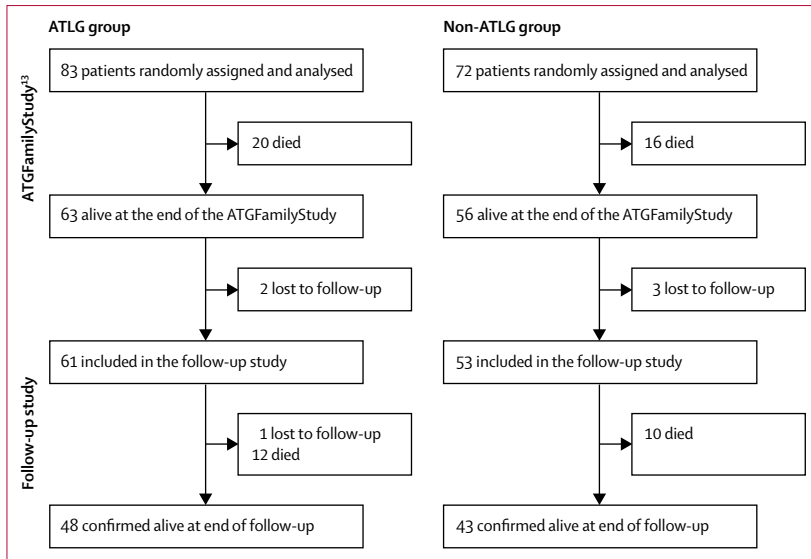 ATLG group
Non-ATLG group
ATGFamilyStudy¹³
83 patients randomly assigned and analysed
72 patients randomly assigned and analysed
20 died
16 died
63 alive at the end of the ATGFamilyStudy
56 alive at the end of the ATGFamilyStudy
2 lost to follow-up
3 lost to follow-up
Follow-up study
61 included in the follow-up study
53 included in the follow-up study
1 lost to follow-up
12 died
10 died
48 confirmed alive at end of follow-up
43 confirmed alive at end of follow-up